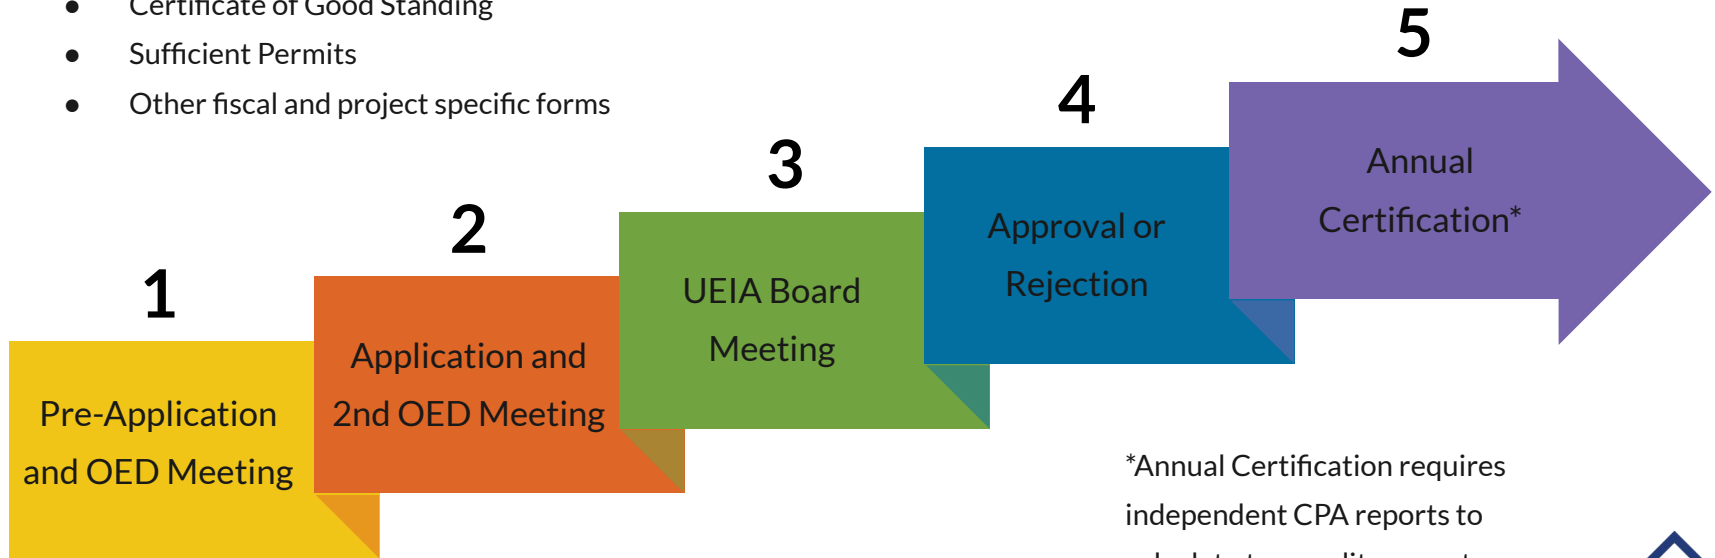 ● Certificate of Good Standing
● Sufficient Permits
● Other fiscal and project specific forms
1
Pre-Application
and OED Meeting
2
Application and
2nd OED Meeting
3
UEIA Board
Meeting
4
Approval or
Rejection
5
Annual
Certification*
*Annual Certification requires
independent CPA reports to